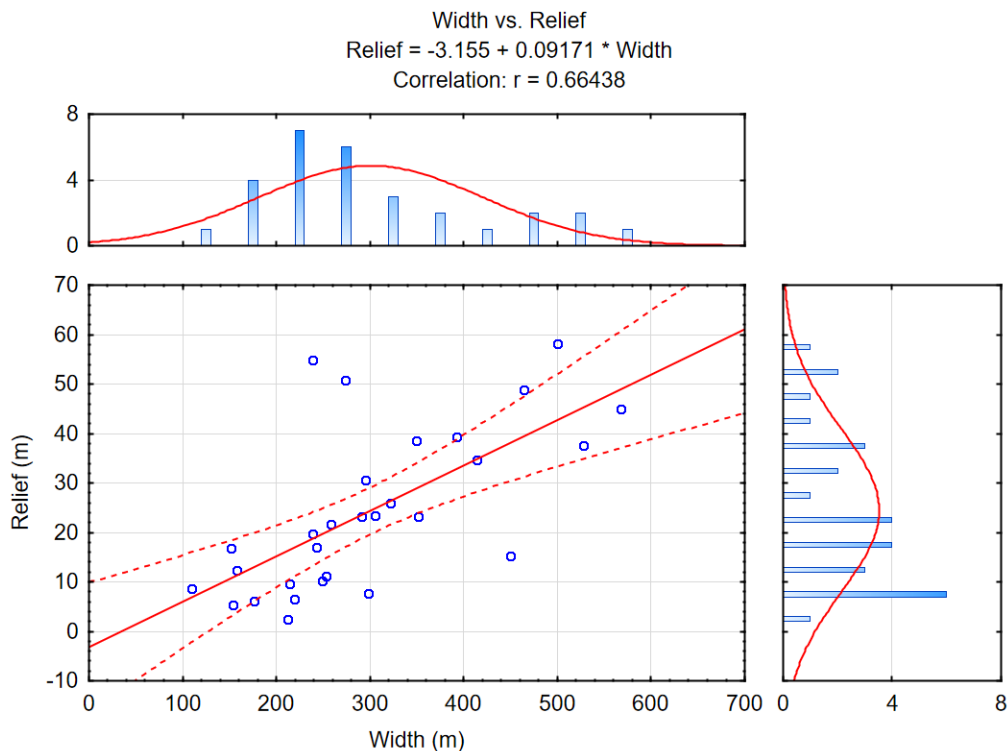 Width vs. Relief
Relief = -3.155 + 0.09171 * Width
Correlation: r = 0.66438
8
4
0
70
60
50
40
30
20
10
0
-10
Relief (m)
0 100 200 300 400 500 600 700
Width (m)
0 4 8